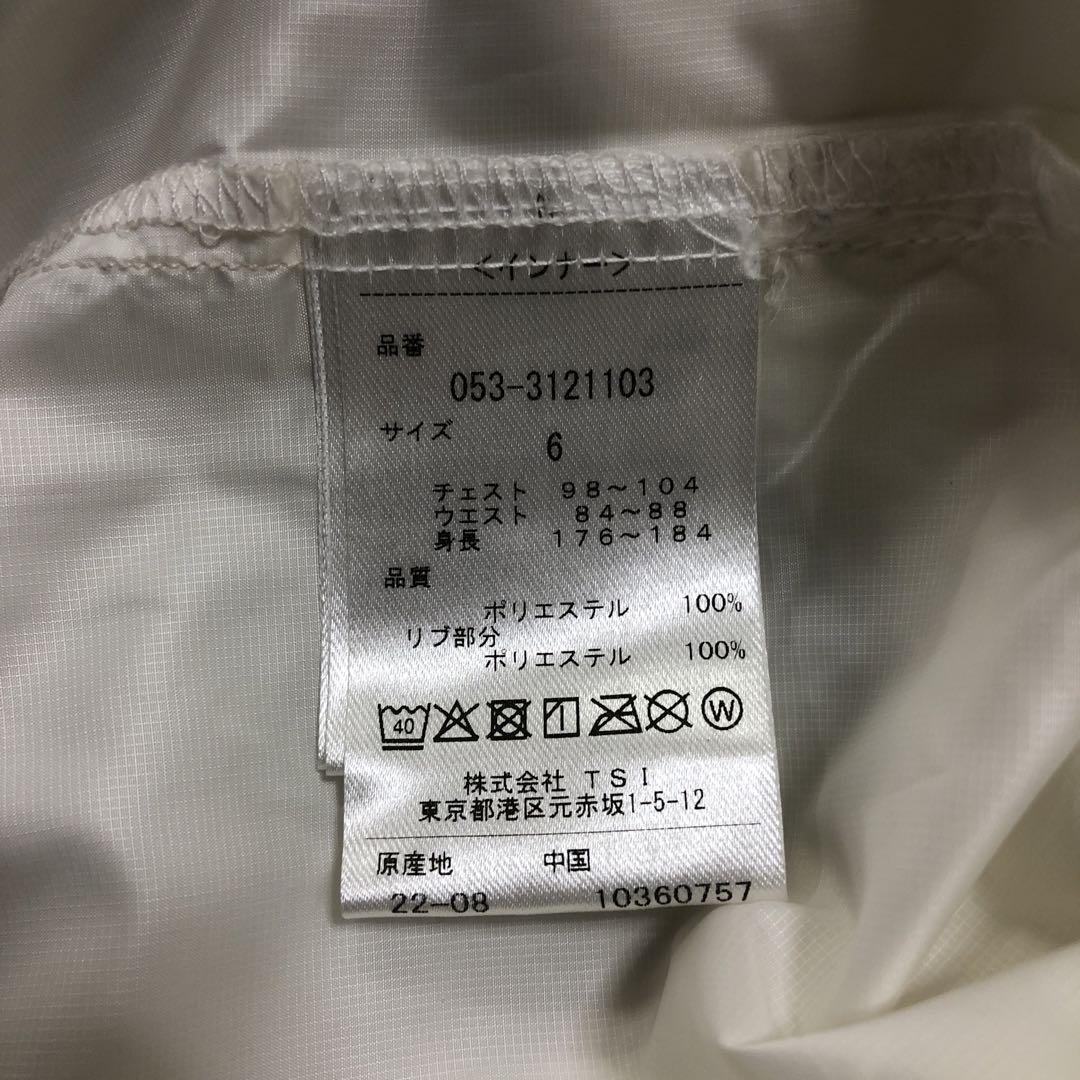 <インナー>
品番
053-3121103
サイズ
6
チェスト 98～104
ウエスト 84～88
身長 176～184
品質
ポリエステル 100%
リブ部分
ポリエステル 100%
40
W
株式会社 TSI
東京都港区元赤坂1-5-12
原産地 中国
22-08 10360757